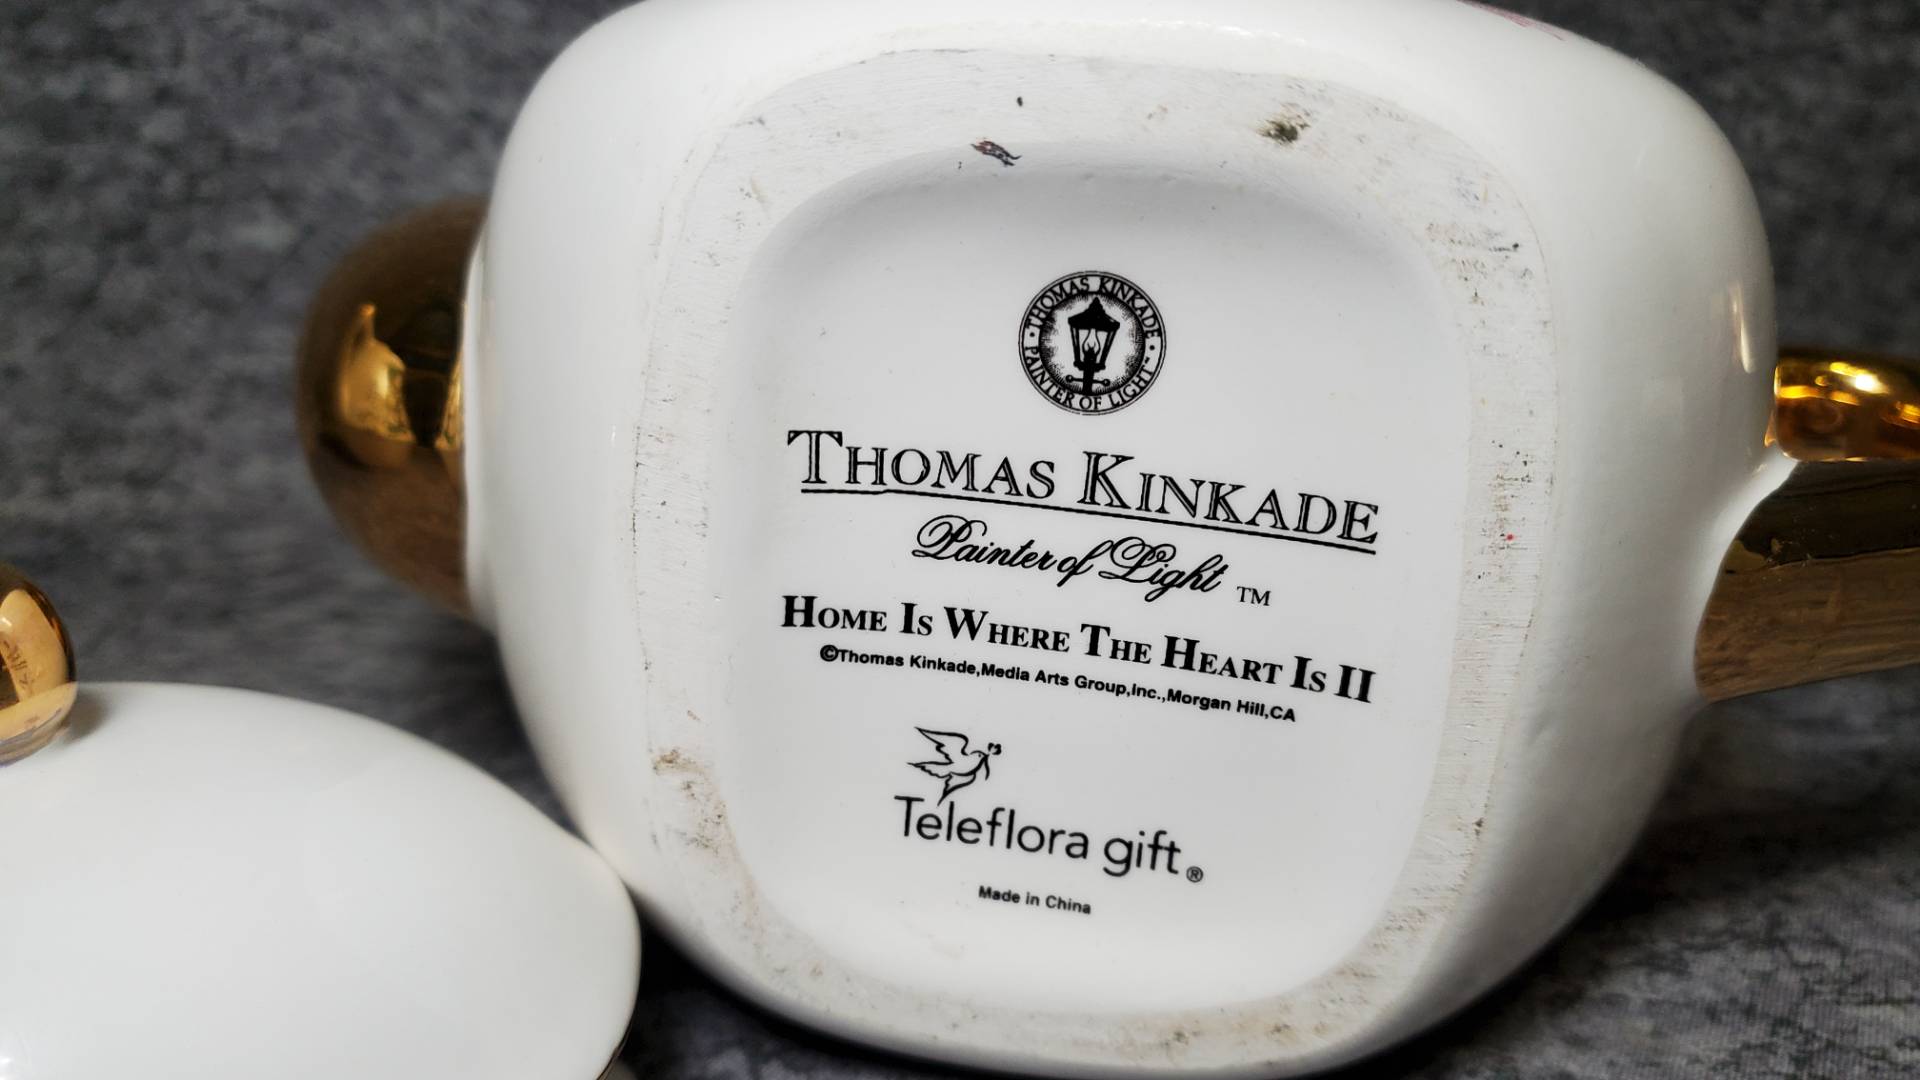 THOMAS KINKADE
PAINTER OF LIGHT™
THOMAS KINKADE
Painter of Light ™
HOME IS WHERE THE HEART IS II
©Thomas Kinkade,Media Arts Group,Inc.,Morgan Hill,CA
Teleflora gift®
Made in China